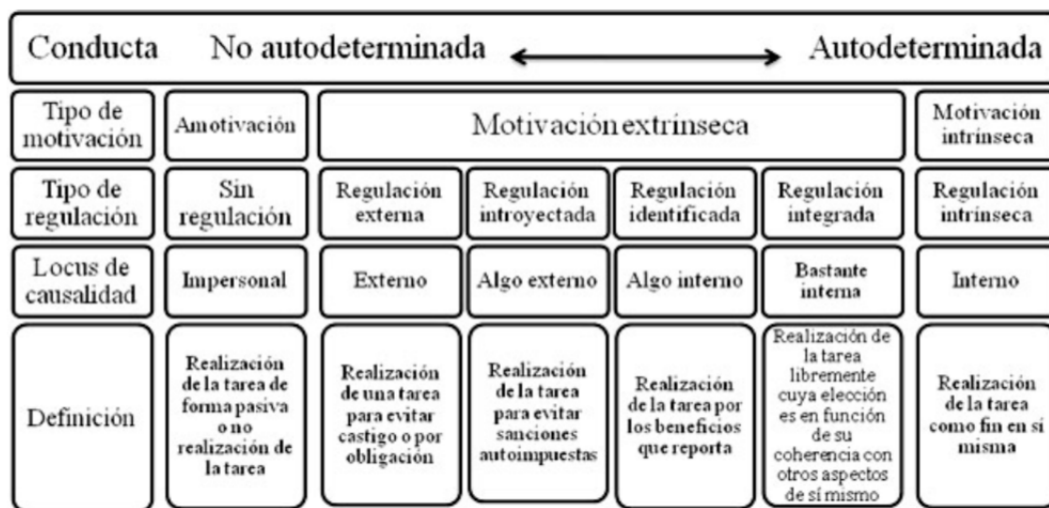 Conducta No autodeterminada Autodeterminada
Tipo de
motivación
Amotivación
Motivación extrínseca
Motivación
intrínseca
Tipo de
regulación
Sin
regulación
Regulación
externa
Regulación
introyectada
Regulación
identificada
Regulación
integrada
Regulación
intrínseca
Locus de
causalidad
Impersonal
Externo
Algo externo
Algo interno
Bastante
interna
Interno
Definición
Realización
de la tarea de
forma pasiva
o no
realización de
la tarea
Realización
de una tarea
para evitar
castigo o por
obligación
Realización
de la tarea
para evitar
sanciones
autoimpuestas
Realización
de la tarea por
los beneficios
que reporta
Realización de
la tarea
libremente
cuya elección
es en función
de su
coherencia con
otros aspectos
de sí mismo
Realización
de la tarea
como fin en sí
misma